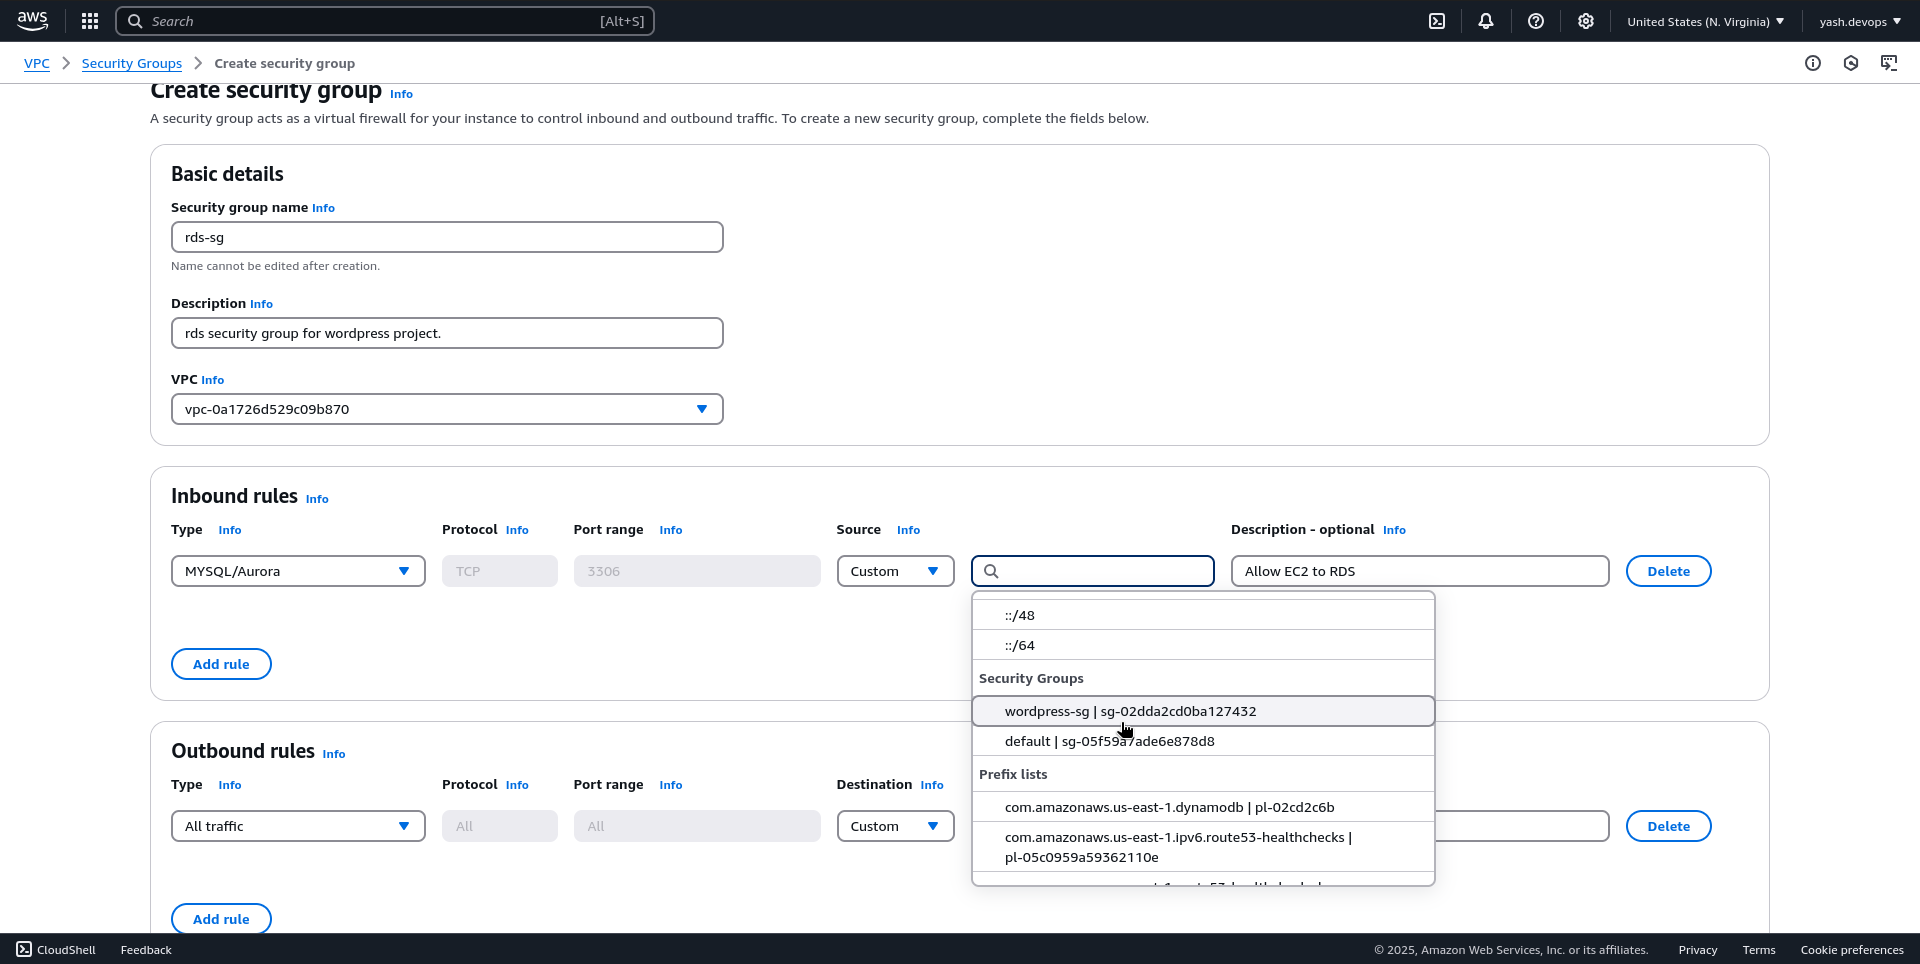 aws
Search [Alt+S]
United States (N. Virginia)
yash.devops
VPC > Security Groups > Create security group
Create security group Info
A security group acts as a virtual firewall for your instance to control inbound and outbound traffic. To create a new security group, complete the fields below.
Basic details
Security group name Info
rds-sg
Name cannot be edited after creation.
Description Info
rds security group for wordpress project.
VPC Info
vpc-0a1726d529c09b870
Inbound rules Info
Type Info Protocol Info Port range Info Source Info Description - optional Info
MYSQL/Aurora TCP 3306 Custom Allow EC2 to RDS Delete
::/48
::/64
Security Groups
wordpress-sg | sg-02dda2cd0ba127432
default | sg-05f59a7ade6e878d8
Prefix lists
com.amazonaws.us-east-1.dynamodb | pl-02cd2c6b
com.amazonaws.us-east-1.ipv6.route53-healthchecks |
pl-05c0959a59362110e
Add rule
Outbound rules Info
Type Info Protocol Info Port range Info Destination Info
All traffic All All Custom Delete
Add rule
CloudShell Feedback © 2025, Amazon Web Services, Inc. or its affiliates. Privacy Terms Cookie preferences